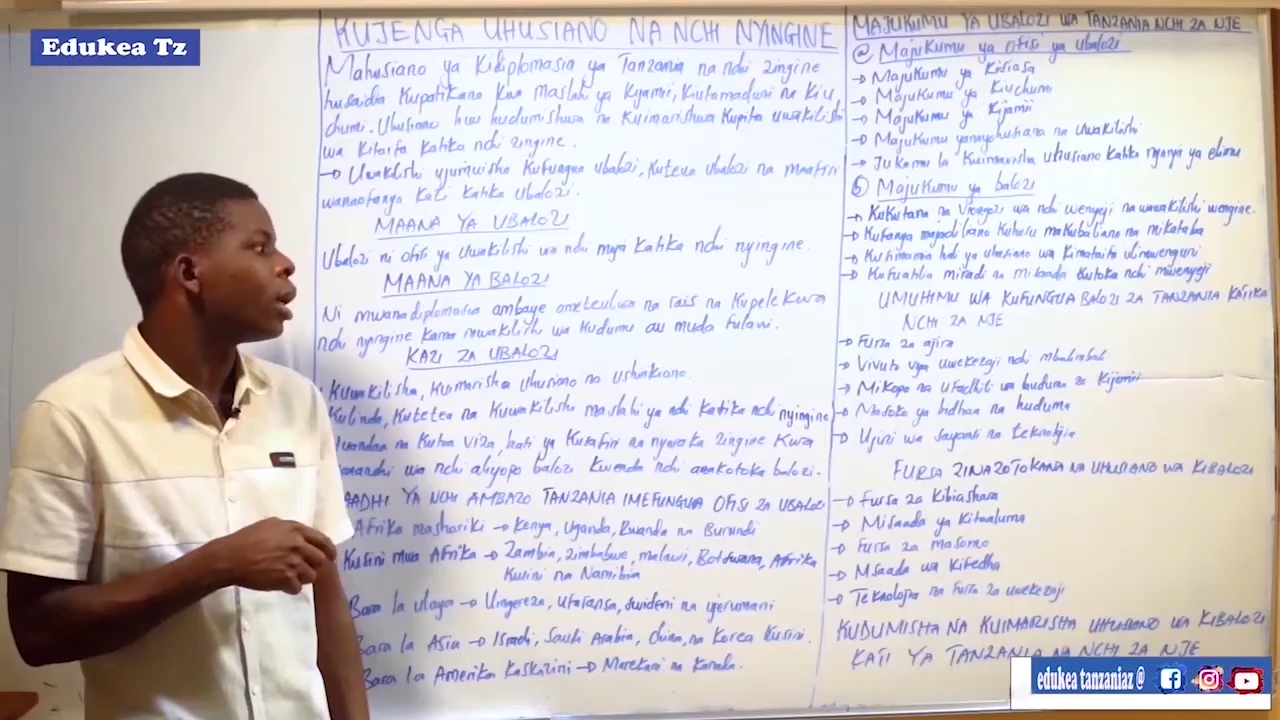 Edukea Tz
KUJENGA UHUSIANO NA NCHI NYINGINE
Mahusiano ya Kidiplomasia ya Tanzania na nchi zingine
husaidia Kupatikana kwa maslahi ya Kijamii, Kiutamaduni na Kiu
chumi. Uhusiano huu hudumishwa na Kuimarishwa Kupitia uwakilishi
wa Kitaifa Katika nchi zingine.
→ Uwakilishi ujumuisha Kufungua ubalozi, Kuteua ubalozi na maafisi
wanaofanya Kazi Katika Ubalozi.
MAANA YA UBALOZI
Ubalozi ni ofisi ya Uwakilishi wa nchi moja Katika nchi nyingine.
MAANA YA BALOZI
Ni mwanadiplomasia ambaye ameteuliwa na rais na Kupelekwa
nchi nyingine kama mwakilishi wa Kudumu au muda fulani.
KAZI ZA UBALOZI
Kuwakilisha, Kuimarisha Uhusiano na ushirikiano.
Kulinda, Kutetea na Kuwakilisha maslahi ya nchi Katika nchi nyingine
na Kutoa viza, hati ya Kusafiri na nyaraka zingine Kwa
wa nchi aliyopo balozi Kwenda nchi anakotoka balozi.
AADHI YA NCHI AMBAZO TANZANIA IMEFUNGUA OFISI ZA UBALOZI
Afrika mashariki → Kenya, Uganda, Rwanda na Burundi
Kusini mwa Afrika → Zambia, Zimbabwe, malawi, Botswana, Afrika
Kusini na Namibia
Bara la ulaya → Uingereza, Ufaransa, Swideni na ujerumani
Bara la Asia → Israeli, Saudi Arabia, China, na Korea Kusini.
Bara la Amerika Kaskazini → Marekani na Kanada.
MAJUKUMU YA UBALOZI WA TANZANIA NCHI ZA NJE
@ Majukumu ya ofisi ya ubalozi
→ Majukumu ya Kisiasa
→ Majukumu ya Kiuchumi
→ Majukumu ya Kijamii
→ Majukumu yanayohusiana na Uwakilishi
→ Jukumu la Kuimarisha uhusiano katika nyanja ya elimu
ⓑ Majukumu ya balozi
→ Kukutana na Viongozi wa nchi wenyeji na wawakilishi wengine.
→ Kufanya majadiliano Kuhusu makubaliano na mikataba
→ Kusimamia hali ya uhusiano wa Kimataifa
→ Kufuatilia miradi na misaada Kutoka nchi mwenyeji
UMUHIMU WA KUFUNGUA BALOZI ZA TANZANIA KATIKA
NCHI ZA NJE
→ Fursa za ajira
→ Vivutio vya uwekezaji nchi mbalimbali
→ Mikopo na ufadhili wa huduma za Kijamii
→ Masoko ya bidhaa na huduma
→ Ujuzi wa sayansi na teknolojia
FURSA ZINAZOTOKANA NA UHUSIANO WA KIBALOZI
→ Fursa za Kibiashara
→ Misaada ya Kitaaluma
→ Fursa za masomo
→ Msaada wa Kifedha
→ Teknolojia na Fursa za uwekezaji
KUDUMISHA NA KUIMARISHA UHUSIANO WA KIBALOZI
KATI YA TANZANIA NA NCHI ZA NJE
edukea tanzaniaz @